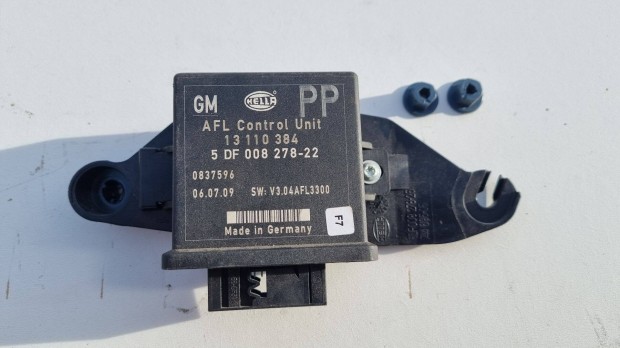 GM HELLA PP
AFL Control Unit
13 110 384
5 DF 008 278-22
0837596
06.07.09 SW: V3.04AFL3300
F7
Made in Germany